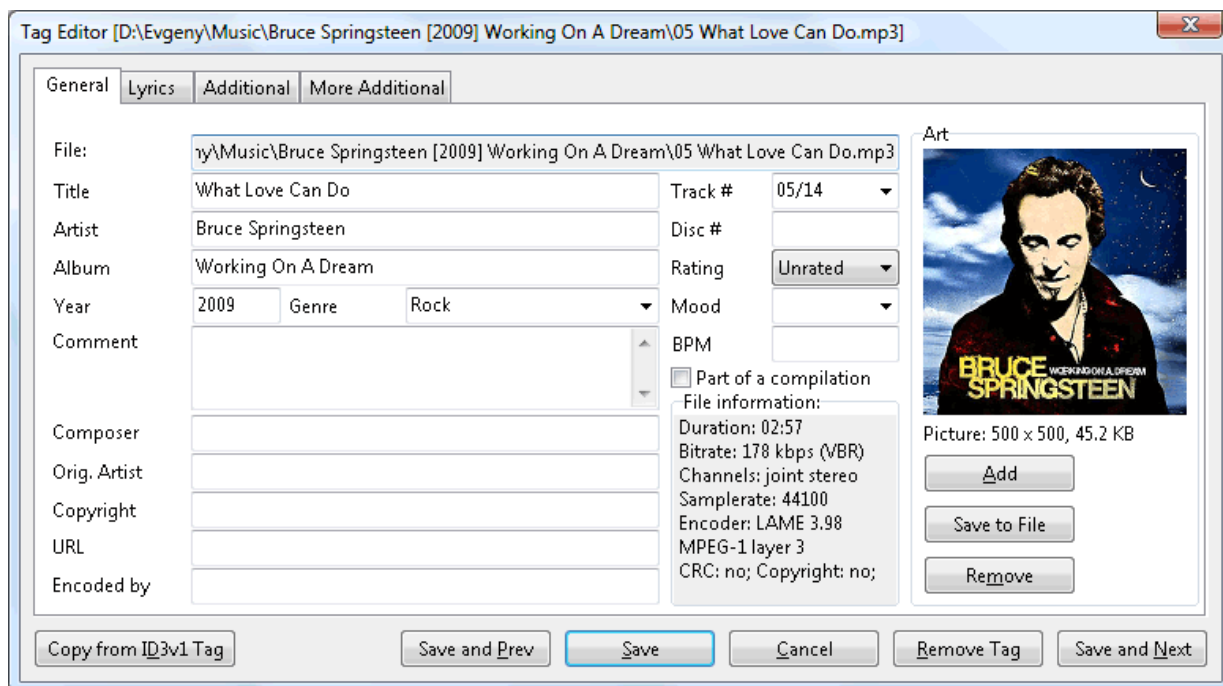 Tag Editor [D:\Evgeny\Music\Bruce Springsteen [2009] Working On A Dream\05 What Love Can Do.mp3]
General
Lyrics
Additional
More Additional
File:
ny\Music\Bruce Springsteen [2009] Working On A Dream\05 What Love Can Do.mp3
Title
What Love Can Do
Track #
05/14
Artist
Bruce Springsteen
Disc #
Album
Working On A Dream
Rating
Unrated
Year
2009
Genre
Rock
Mood
Comment
BPM
Part of a compilation
Composer
Orig. Artist
Copyright
URL
Encoded by
File information:
Duration: 02:57
Bitrate: 178 kbps (VBR)
Channels: joint stereo
Samplerate: 44100
Encoder: LAME 3.98
MPEG-1 layer 3
CRC: no; Copyright: no;
Art
BRUCE WORKING ON A DREAM
SPRINGSTEEN
Picture: 500 x 500, 45.2 KB
Add
Save to File
Remove
Copy from ID3v1 Tag
Save and Prev
Save
Cancel
Remove Tag
Save and Next